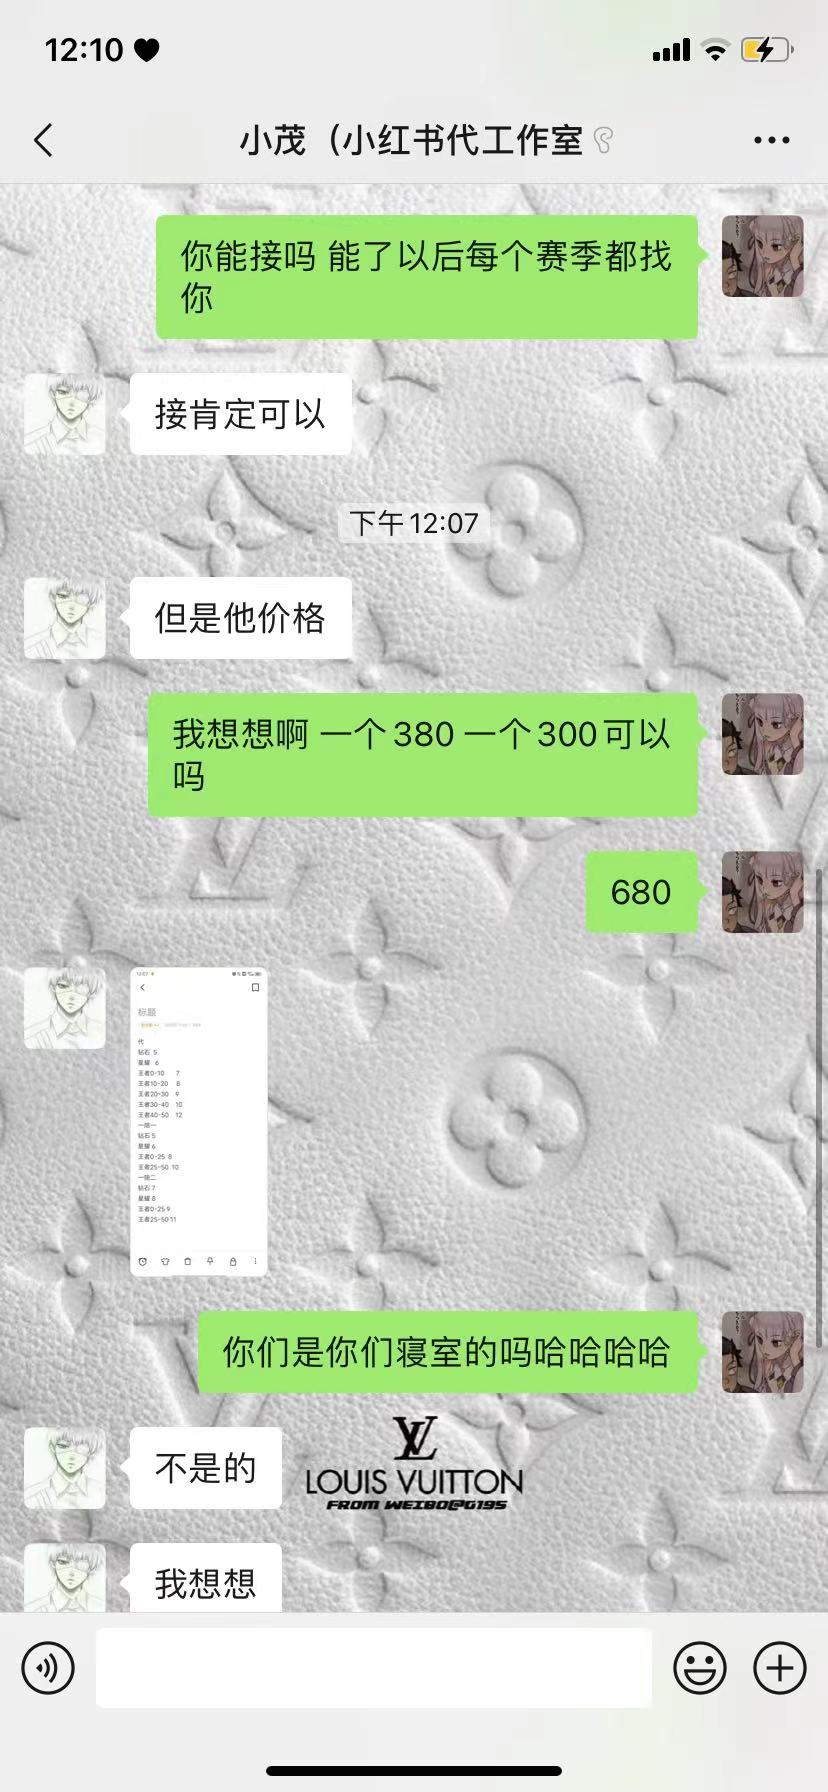 12:10
小茂（小红书代工作室
你能接吗 能了以后每个赛季都找
你
接肯定可以
下午12:07
但是他价格
我想想啊 一个380 一个300可以
吗
680
标题
代
钻石 5
星耀 6
王者0-10 7
王者10-20 8
王者20-30 9
王者30-40 10
王者40-50 12
一陪一
钻石 5
星耀 6
王者0-25 8
王者25-50 10
一陪二
钻石 7
星耀 8
王者0-25 9
王者25-50 11
你们是你们寝室的吗哈哈哈哈
不是的
LV
LOUIS VUITTON
FROM WEIBO@G195
我想想